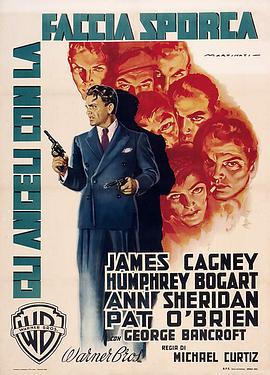 GLI ANGELI CON LA
FACCIA SPORCA
MARTINATI
JAMES CAGNEY
HUMPHREY BOGART
ANN SHERIDAN
PAT O'BRIEN
CON GEORGE BANCROFT
WB
WARNER BROS.
Warner Bros
REGIA DI
MICHAEL CURTIZ